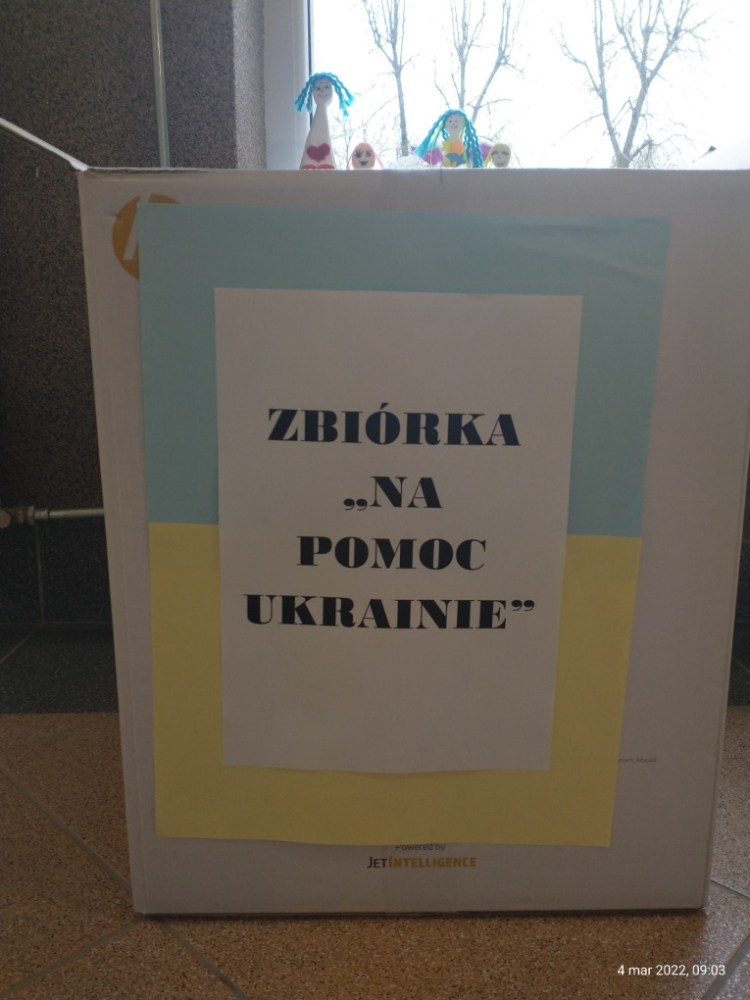 ZBIÓRKA
„NA
POMOC
UKRAINIE”
Powered by
JETINTELLIGENCE
4 mar 2022, 09:03